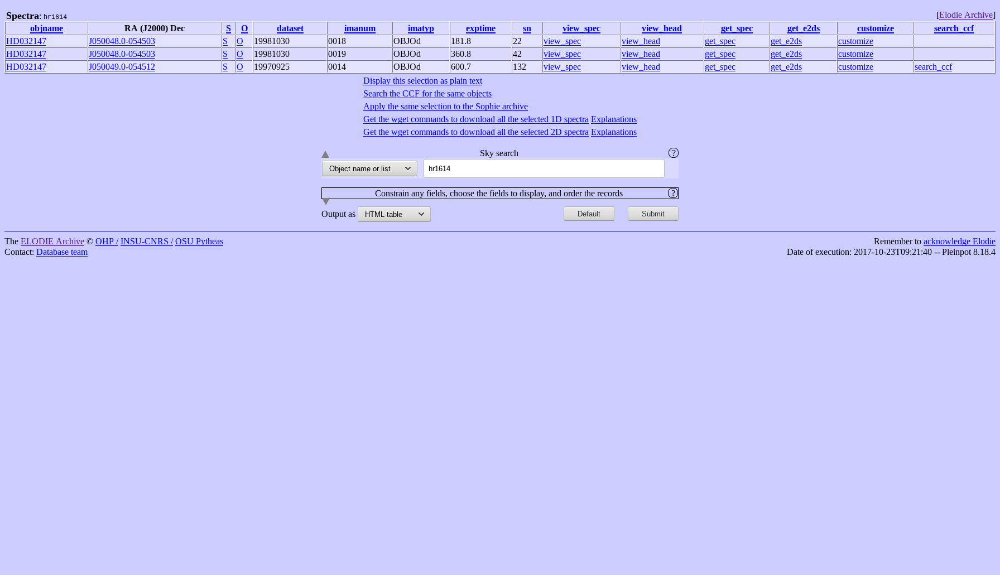 Spectra: hr1614 [Elodie Archive]
objname RA (J2000) Dec S O dataset imanum imatyp exptime sn view_spec view_head get_spec get_e2ds customize search_ccf
HD032147 J050048.0-054503 S O 19981030 0018 OBJOd 181.8 22 view_spec view_head get_spec get_e2ds customize
HD032147 J050048.0-054503 S O 19981030 0019 OBJOd 360.8 42 view_spec view_head get_spec get_e2ds customize
HD032147 J050049.0-054512 S O 19970925 0014 OBJOd 600.7 132 view_spec view_head get_spec get_e2ds customize search_ccf
Display this selection as plain text
Search the CCF for the same objects
Apply the same selection to the Sophie archive
Get the wget commands to download all the selected 1D spectra Explanations
Get the wget commands to download all the selected 2D spectra Explanations
▲ Sky search ?
Object name or list hr1614
Constrain any fields, choose the fields to display, and order the records ?
▼
Output as HTML table Default Submit
The ELODIE Archive © OHP / INSU-CNRS / OSU Pytheas Remember to acknowledge Elodie
Contact: Database team Date of execution: 2017-10-23T09:21:40 -- Pleinpot 8.18.4